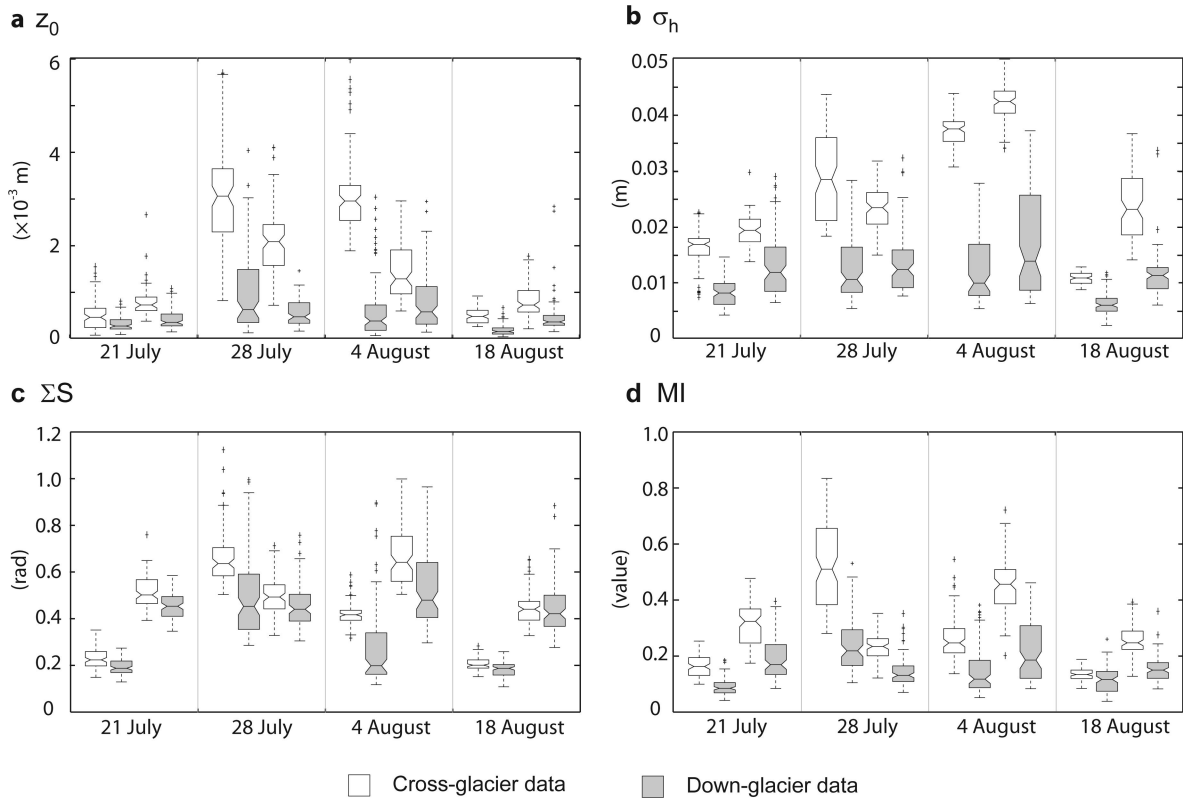 a z0
(×10-3 m)
6
4
2
0
21 July 28 July 4 August 18 August
b σh
(m)
0.05
0.04
0.03
0.02
0.01
0
21 July 28 July 4 August 18 August
c ΣS
(rad)
1.2
1.0
0.8
0.6
0.4
0.2
0
21 July 28 July 4 August 18 August
d MI
(value)
1.0
0.8
0.6
0.4
0.2
0
21 July 28 July 4 August 18 August
Cross-glacier data Down-glacier data